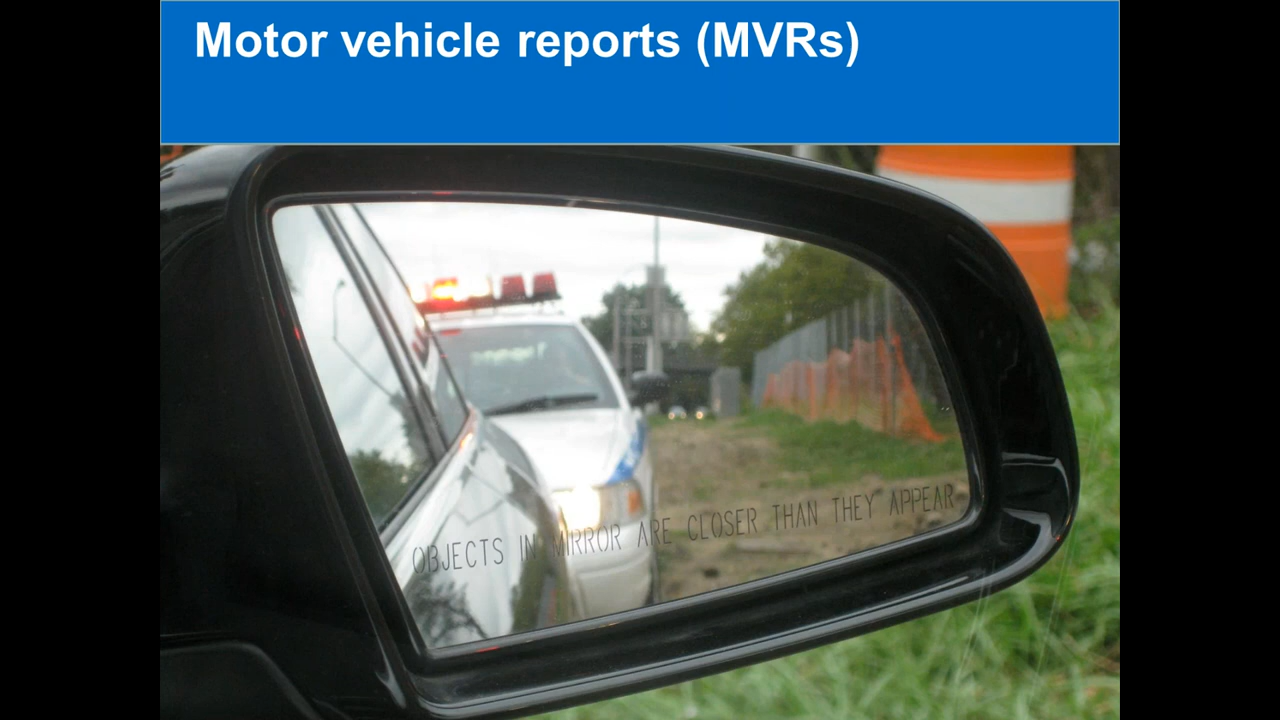 Motor vehicle reports (MVRs)
OBJECTS IN MIRROR ARE CLOSER THAN THEY APPEAR